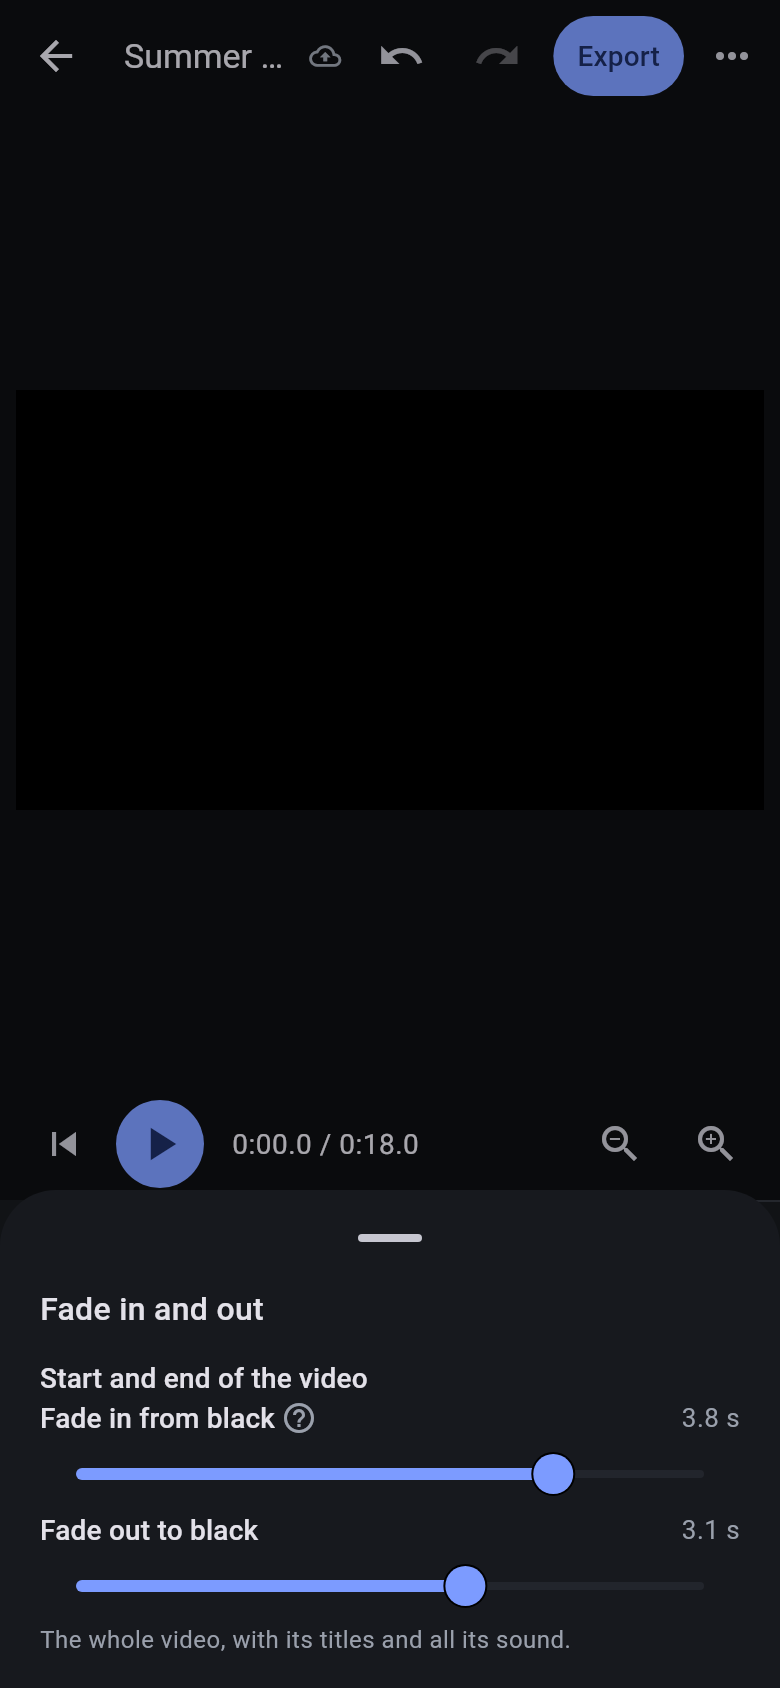 Summer ...
Export
0:00.0 / 0:18.0
Fade in and out
Start and end of the video
Fade in from black
3.8 s
Fade out to black
3.1 s
The whole video, with its titles and all its sound.